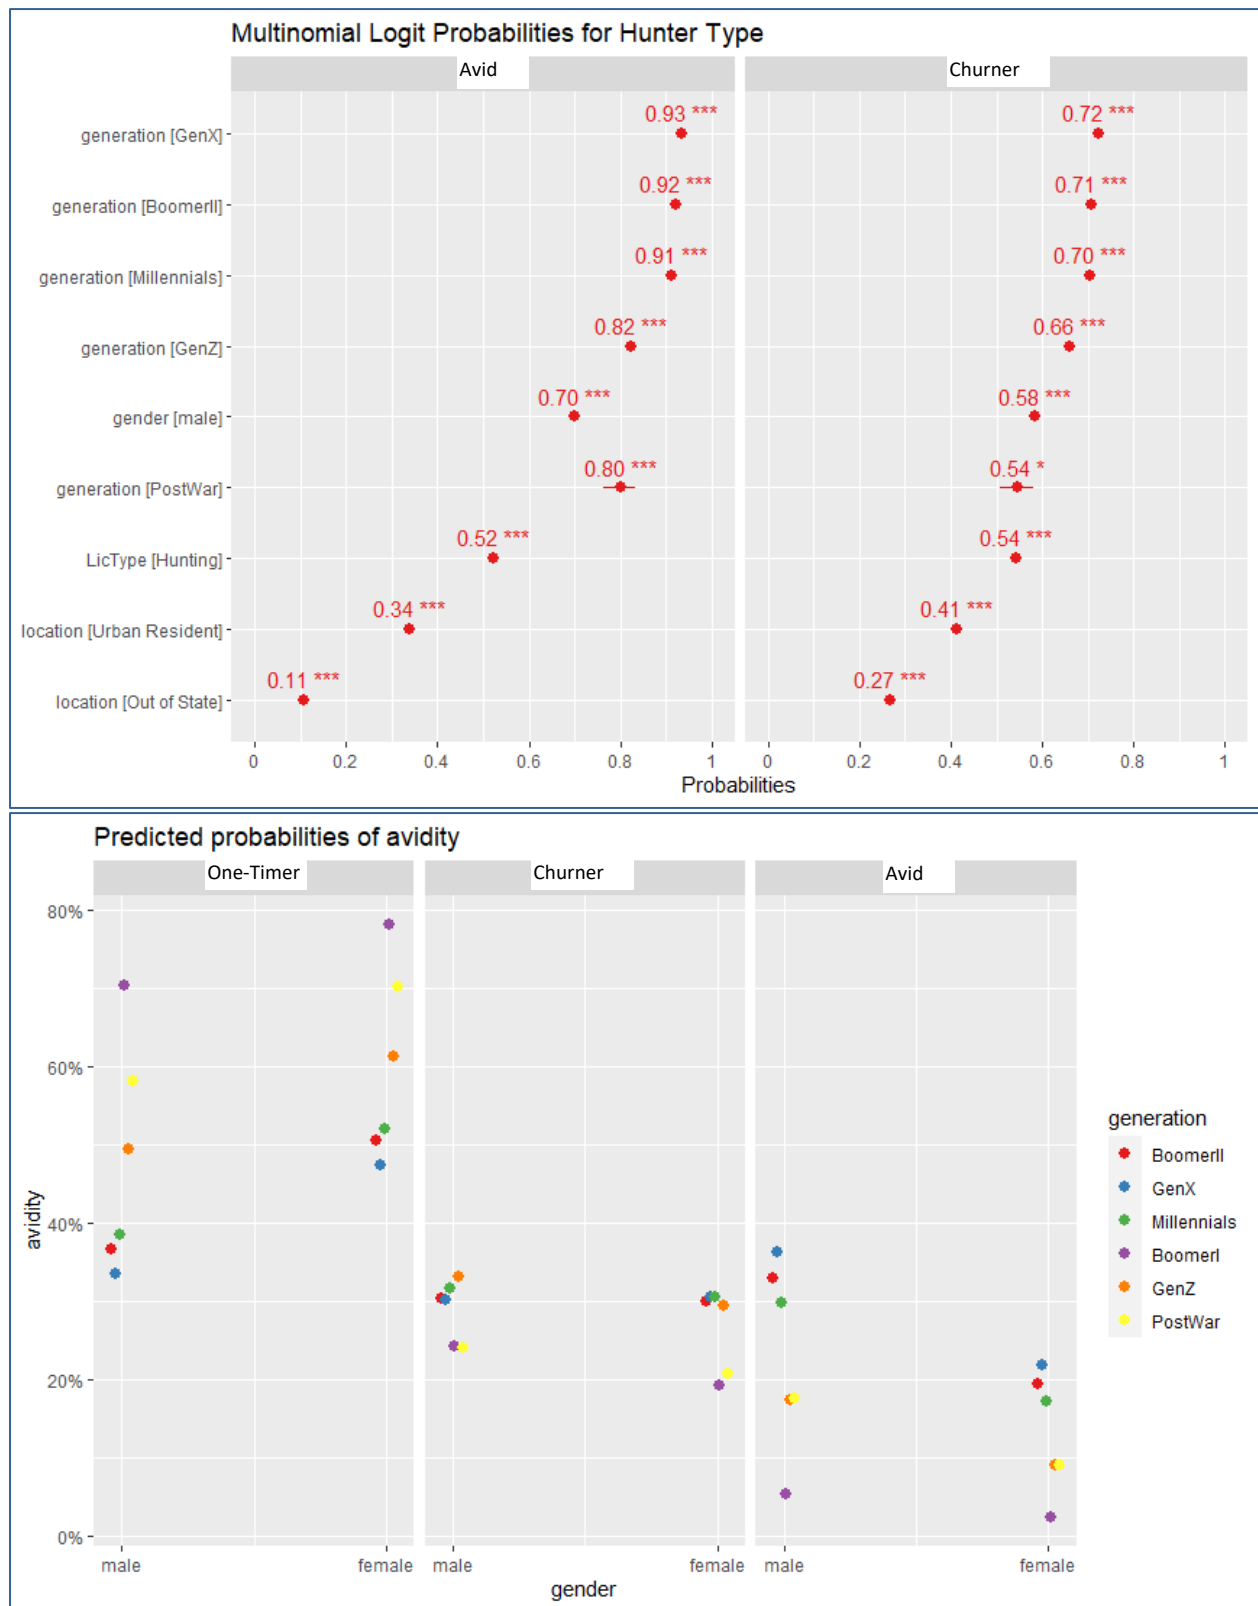 Multinomial Logit Probabilities for Hunter Type
Avid
Churner
generation [GenX]
0.93 ***
0.72 ***
generation [BoomerII]
0.92 ***
0.71 ***
generation [Millennials]
0.91 ***
0.70 ***
generation [GenZ]
0.82 ***
0.66 ***
gender [male]
0.70 ***
0.58 ***
generation [PostWar]
0.80 ***
0.54 *
LicType [Hunting]
0.52 ***
0.54 ***
location [Urban Resident]
0.34 ***
0.41 ***
location [Out of State]
0.11 ***
0.27 ***
0 0.2 0.4 0.6 0.8 1
0 0.2 0.4 0.6 0.8 1
Probabilities
Predicted probabilities of avidity
One-Timer
Churner
Avid
80%
60%
40%
20%
0%
avidity
male female
male female
male female
gender
generation
BoomerII
GenX
Millennials
BoomerI
GenZ
PostWar